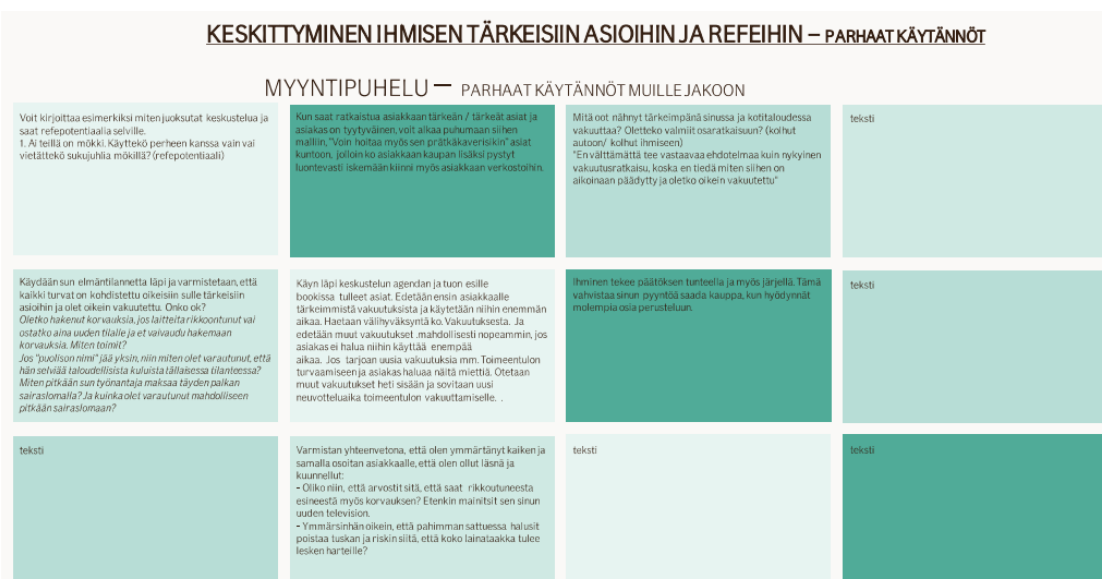 KESKITTYMINEN IHMISEN TÄRKEISIIN ASIOIHIN JA REFEIHIN – PARHAAT KÄYTÄNNÖT
MYYNTIPUHELU – PARHAAT KÄYTÄNNÖT MUILLE JAKOON
Voit kirjoittaa esimerkiksi miten juoksutat keskustelua ja
saat refepotentiaalia selville.
1. Ai teillä on mökki. Käyttekö perheen kanssa vain vai
vietättekö sukujuhlia mökillä? (refepotentiaali)
Kun saat ratkaistua asiakkaan tärkeän / tärkeät asiat ja
asiakas on tyytyväinen, voit alkaa puhumaan siihen
malliin, "Voin hoitaa myös sen prätkäkaverisikin" asiat
kuntoon, jolloin ko asiakkaan kaupan lisäksi pystyt
luontevasti iskemään kiinni myös asiakkaan verkostoihin.
Mitä oot nähnyt tärkeimpänä sinussa ja kotitaloudessa
vakuuttaa? Oletteko valmiit osaratkaisuun? (kolhut
autoon/ kolhut ihmiseen)
"En välttämättä tee vastaavaa ehdotelmaa kuin nykyinen
vakuutusratkaisu, koska en tiedä miten siihen on
aikoinaan päädytty ja oletko oikein vakuutettu"
teksti
Käydään sun elmäntilannetta läpi ja varmistetaan, että
kaikki turvat on kohdistettu oikeisiin sulle tärkeisiin
asioihin ja olet oikein vakuutettu. Onko ok?
Oletko hakenut korvauksia, jos laitteita rikkoontunut vai
ostatko aina uuden tilalle ja et vaivaudu hakemaan
korvauksia. Miten toimit?
Jos "puolison nimi" jää yksin, niin miten olet varautunut, että
hän selviää taloudellisista kuluista tällaisessa tilanteessa?
Miten pitkään sun työnantaja maksaa täyden palkan
sairaslomalla? Ja kuinka olet varautunut mahdolliseen
pitkään sairaslomaan?
Käyn läpi keskustelun agendan ja tuon esille
bookissa tulleet asiat. Edetään ensin asiakkaalle
tärkeimmistä vakuutuksista ja käytetään niihin enemmän
aikaa. Haetaan välihyväksyntä ko. Vakuutuksesta. Ja
edetään muut vakuutukset .mahdollisesti nopeammin, jos
asiakas ei halua niihin käyttää enempää
aikaa. Jos tarjoan uusia vakuutuksia mm. Toimeentulon
turvaamiseen ja asiakas haluaa näitä miettiä. Otetaan
muut vakuutukset heti sisään ja sovitaan uusi
neuvotteluaika toimeentulon vakuuttamiselle. .
Ihminen tekee päätöksen tunteella ja myös järjellä. Tämä
vahvistaa sinun pyyntöä saada kauppa, kun hyödynnät
molempia osia perusteluun.
teksti
teksti
Varmistan yhteenvetona, että olen ymmärtänyt kaiken ja
samalla osoitan asiakkaalle, että olen ollut läsnä ja
kuunnellut:
- Oliko niin, että arvostit sitä, että saat rikkoutuneesta
esineestä myös korvauksen? Etenkin mainitsit sen sinun
uuden television.
- Ymmärsinhän oikein, että pahimman sattuessa halusit
poistaa tuskan ja riskin siitä, että koko lainataakka tulee
lesken harteille?
teksti
teksti